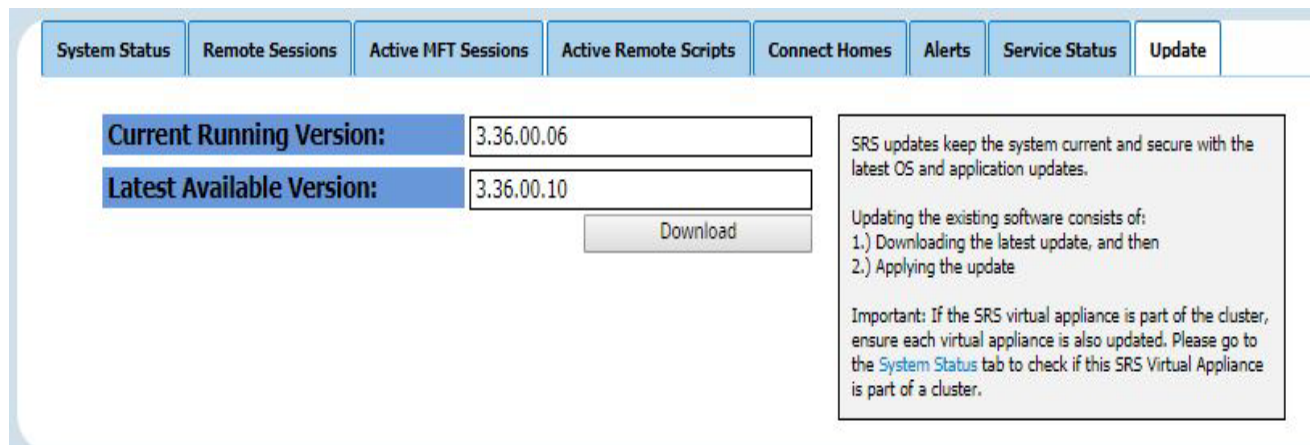 System Status Remote Sessions Active MFT Sessions Active Remote Scripts Connect Homes Alerts Service Status Update
Current Running Version: 3.36.00.06
Latest Available Version: 3.36.00.10
Download
SRS updates keep the system current and secure with the
latest OS and application updates.
Updating the existing software consists of:
1.) Downloading the latest update, and then
2.) Applying the update
Important: If the SRS virtual appliance is part of the cluster,
ensure each virtual appliance is also updated. Please go to
the System Status tab to check if this SRS Virtual Appliance
is part of a cluster.